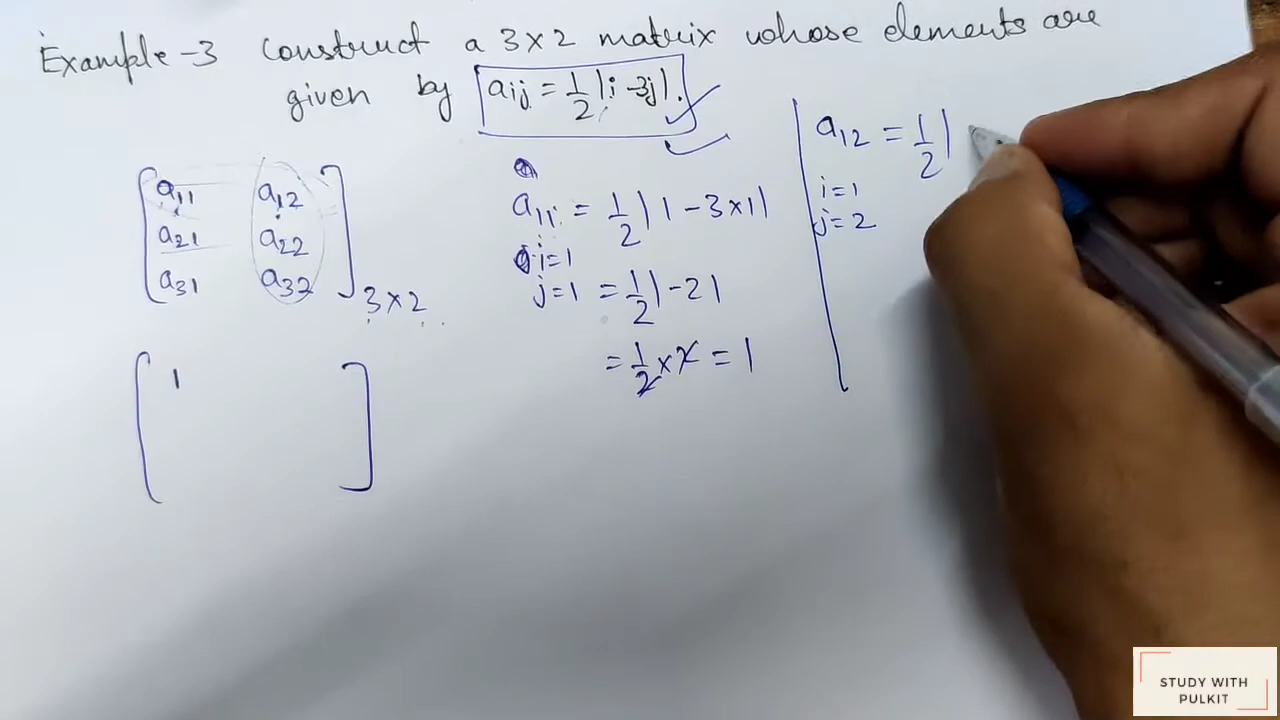 Example-3 construct a 3×2 matrix whose elements are
given by aij = 1/2 |i - 3j|.
a11 a12
a21 a22
a31 a32
3×2
1
a11 = 1/2 |1 - 3×1|
i=1
j=1 = 1/2 |-2|
= 1/2 × 2 = 1
a12 = 1/2 |
i=1
j=2
STUDY WITH
PULKIT